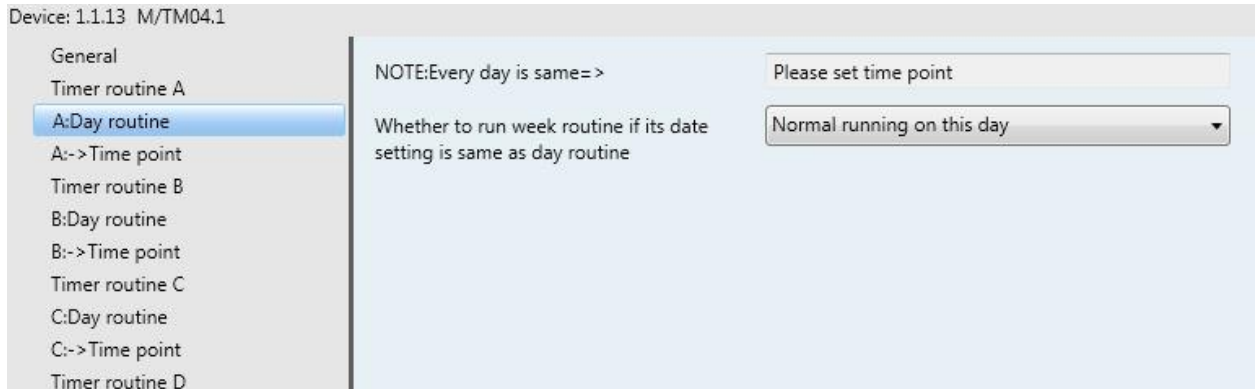 Device: 1.1.13 M/TM04.1
General
Timer routine A
A:Day routine
A:->Time point
Timer routine B
B:Day routine
B:->Time point
Timer routine C
C:Day routine
C:->Time point
Timer routine D
NOTE:Every day is same=>
Please set time point
Whether to run week routine if its date
setting is same as day routine
Normal running on this day